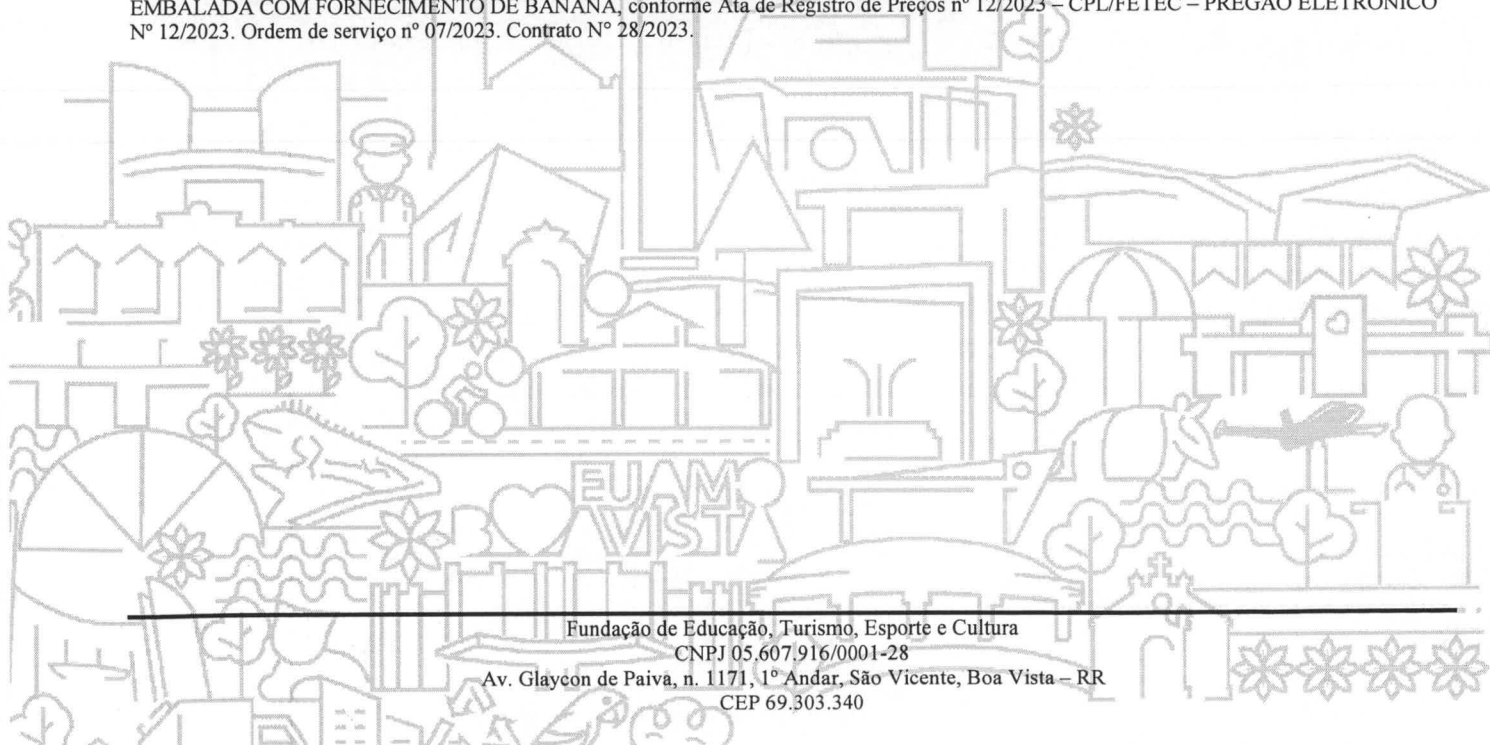 EMBALADA COM FORNECIMENTO DE BANANA, conforme Ata de Registro de Preços nº 12/2023 – CPL/FETEC – PREGÃO ELETRÔNICO
Nº 12/2023. Ordem de serviço nº 07/2023. Contrato N° 28/2023.
EU AM
B
VISTA
Fundação de Educação, Turismo, Esporte e Cultura
CNPJ 05.607.916/0001-28
Av. Glaycon de Paiva, n. 1171, 1º Andar, São Vicente, Boa Vista – RR
CEP 69.303.340